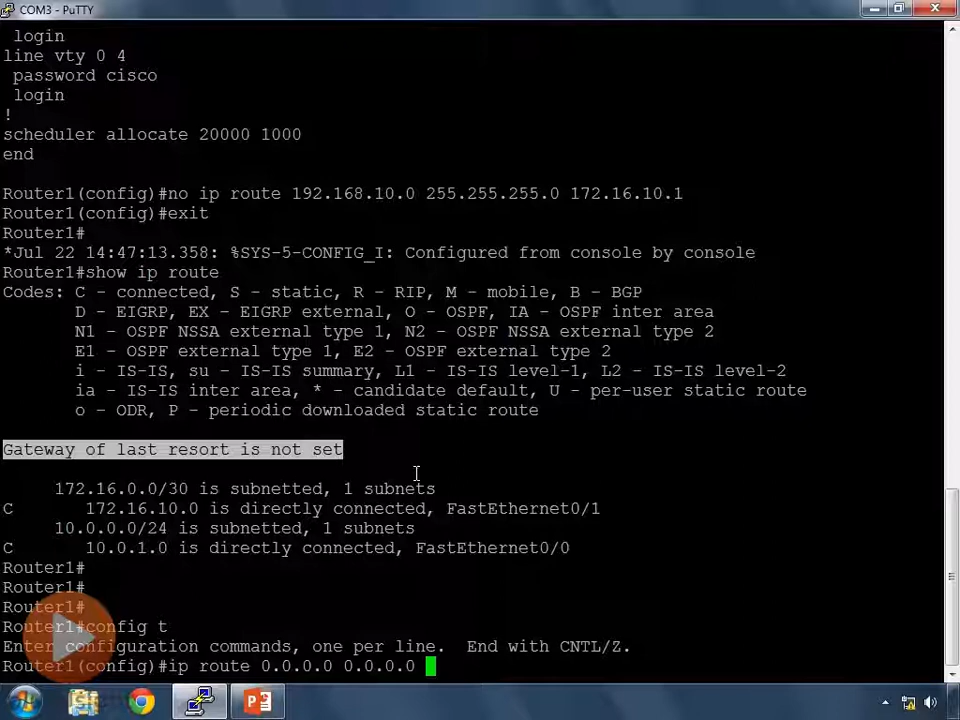 COM3 - PuTTY
login
line vty 0 4
password cisco
login
!
scheduler allocate 20000 1000
end
Router1(config)#no ip route 192.168.10.0 255.255.255.0 172.16.10.1
Router1(config)#exit
Router1#
*Jul 22 14:47:13.358: %SYS-5-CONFIG_I: Configured from console by console
Router1#show ip route
Codes: C - connected, S - static, R - RIP, M - mobile, B - BGP
D - EIGRP, EX - EIGRP external, O - OSPF, IA - OSPF inter area
N1 - OSPF NSSA external type 1, N2 - OSPF NSSA external type 2
E1 - OSPF external type 1, E2 - OSPF external type 2
i - IS-IS, su - IS-IS summary, L1 - IS-IS level-1, L2 - IS-IS level-2
ia - IS-IS inter area, * - candidate default, U - per-user static route
o - ODR, P - periodic downloaded static route
Gateway of last resort is not set
172.16.0.0/30 is subnetted, 1 subnets
C 172.16.10.0 is directly connected, FastEthernet0/1
10.0.0.0/24 is subnetted, 1 subnets
C 10.0.1.0 is directly connected, FastEthernet0/0
Router1#
Router1#
Router1#
Router1#config t
Enter configuration commands, one per line. End with CNTL/Z.
Router1(config)#ip route 0.0.0.0 0.0.0.0